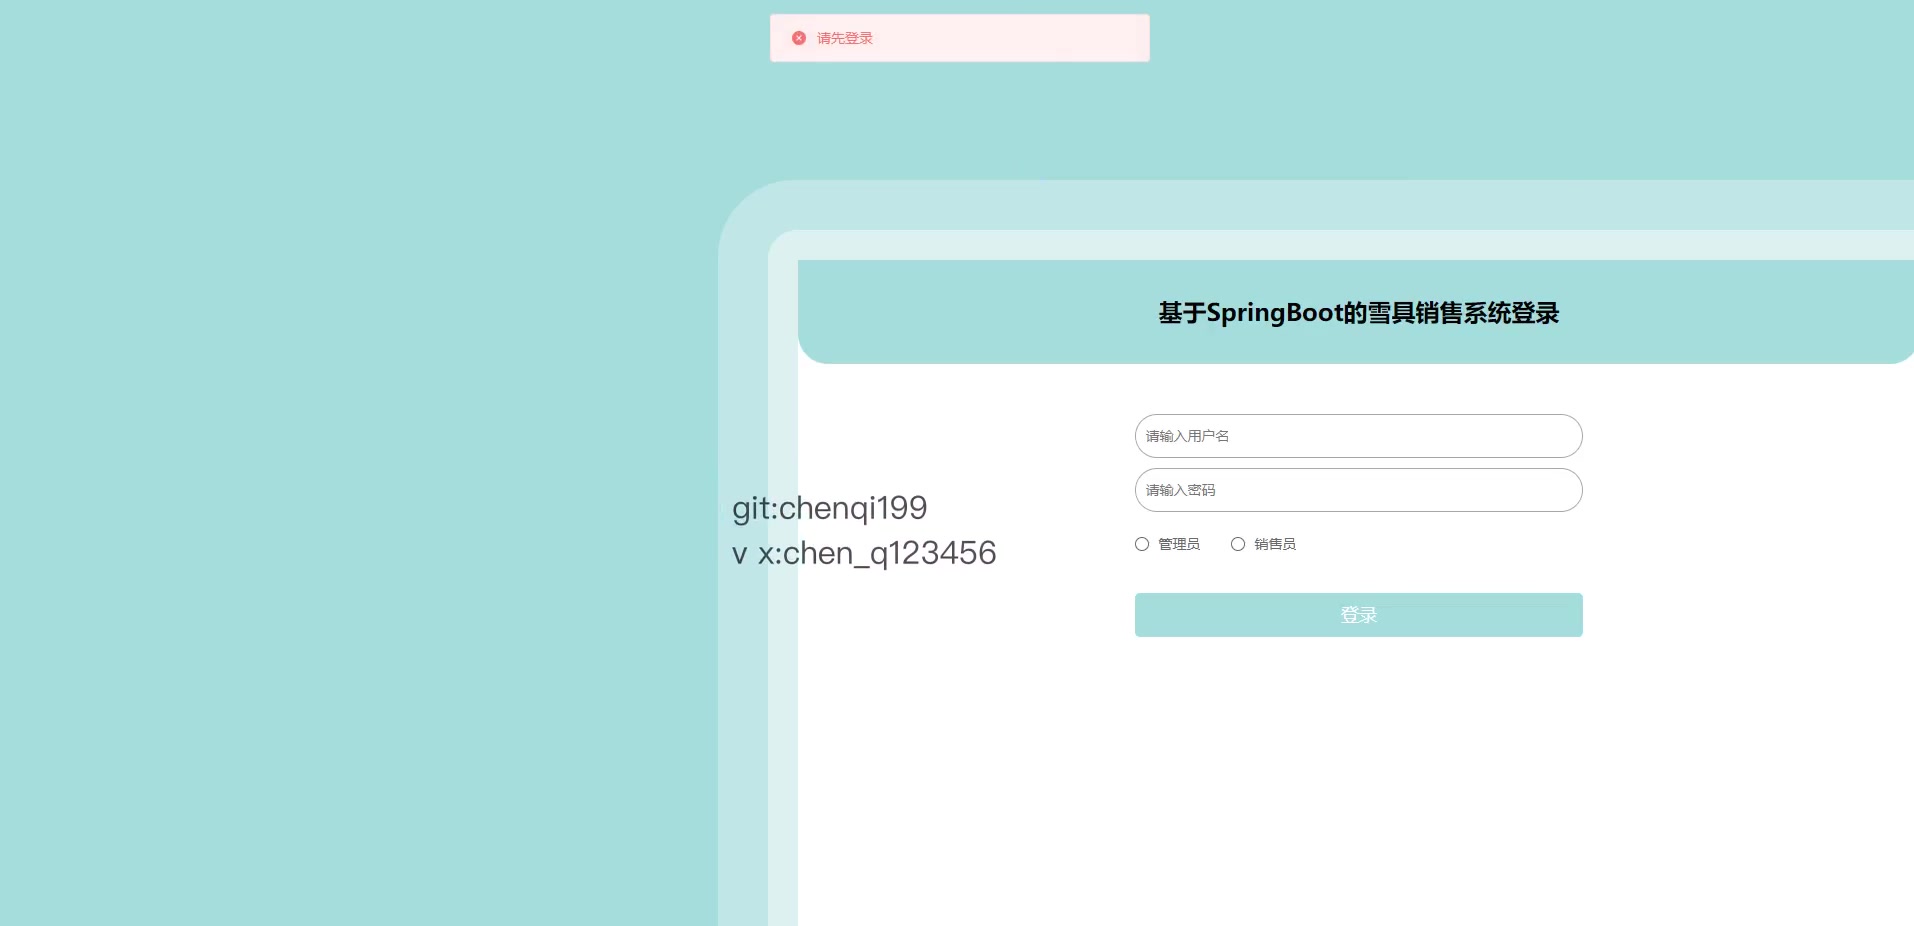 请先登录
基于SpringBoot的雪具销售系统登录
请输入用户名
请输入密码
git:chenqi199
v x:chen_q123456
管理员 销售员
登录